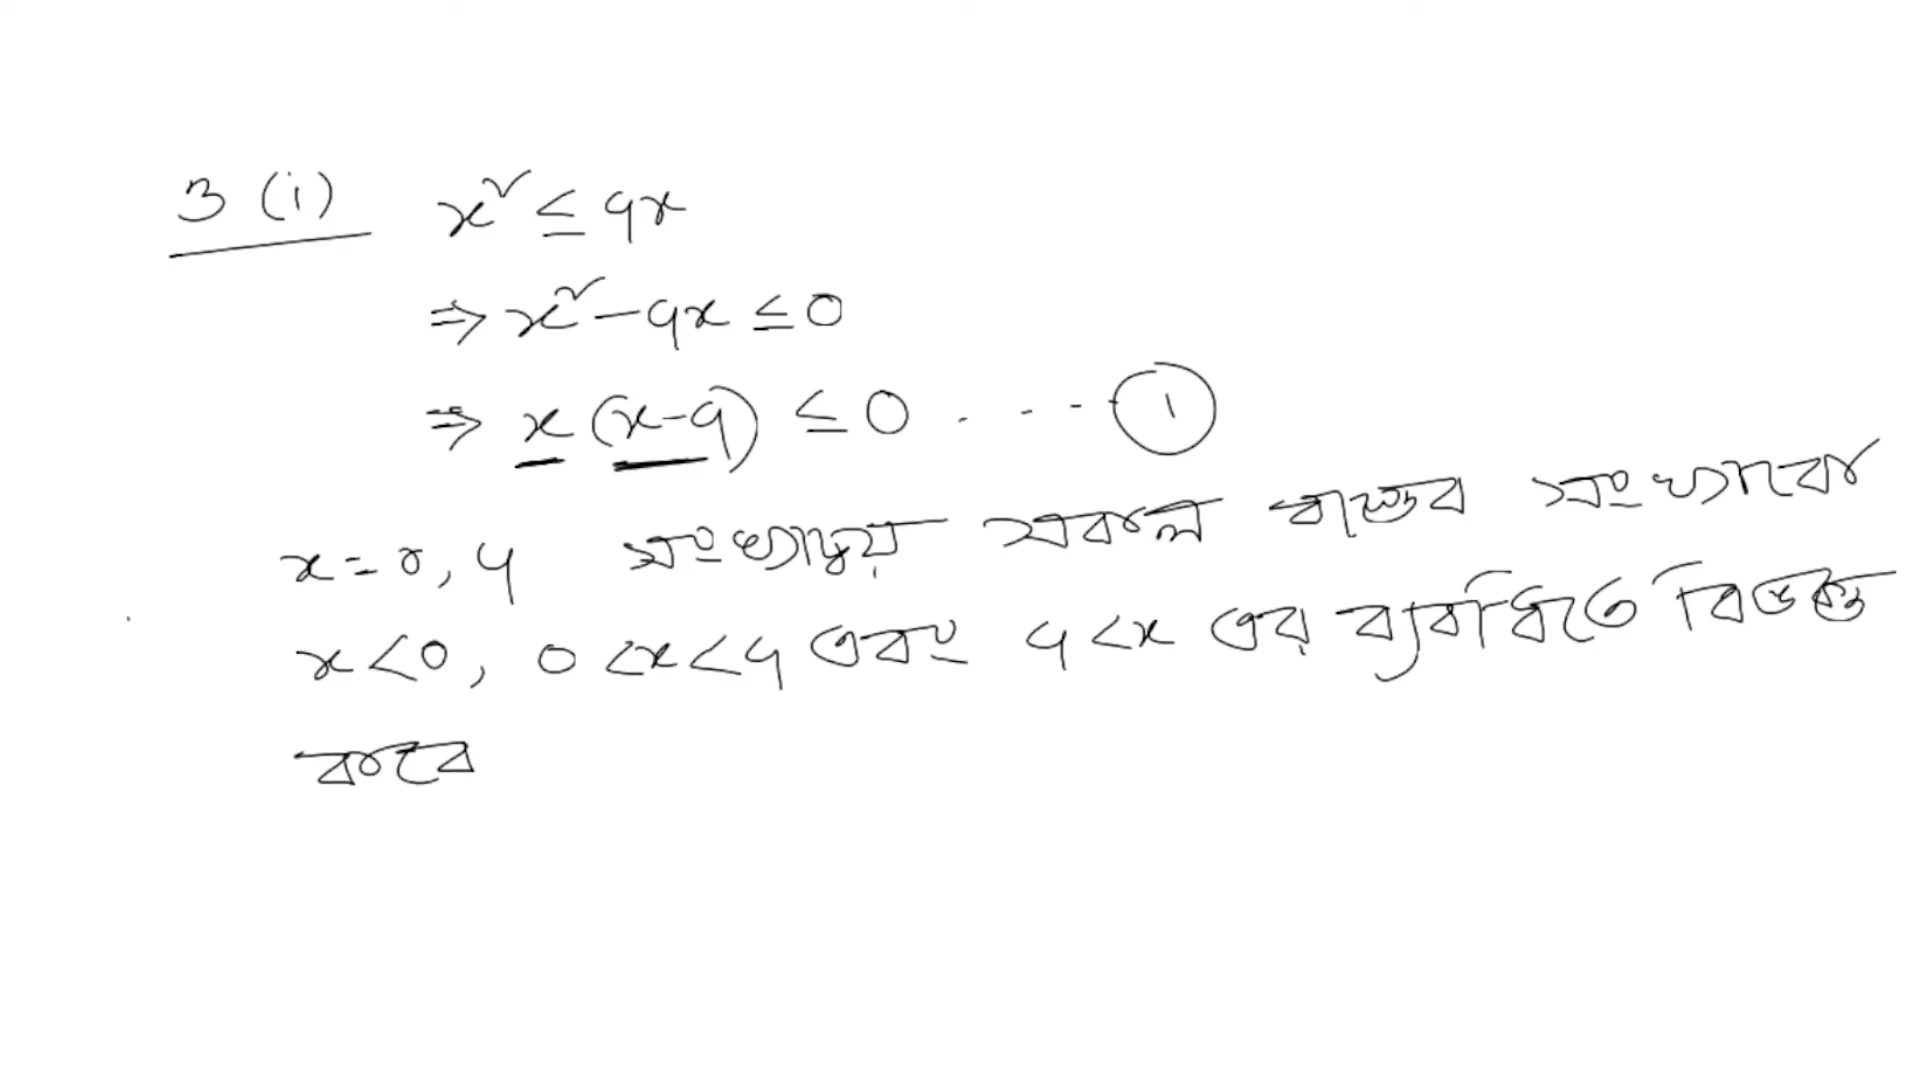 3 (i) x² ≤ 4x
⇒ x² - 4x ≤ 0
⇒ x (x-4) ≤ 0 . . . . 1
x = 0, 4 সংখ্যাদ্বয় সকল বাস্তব সংখ্যাকে
x < 0, 0 < x < 4 এবং 4 < x এর ব্যবধিতে বিভক্ত
করে